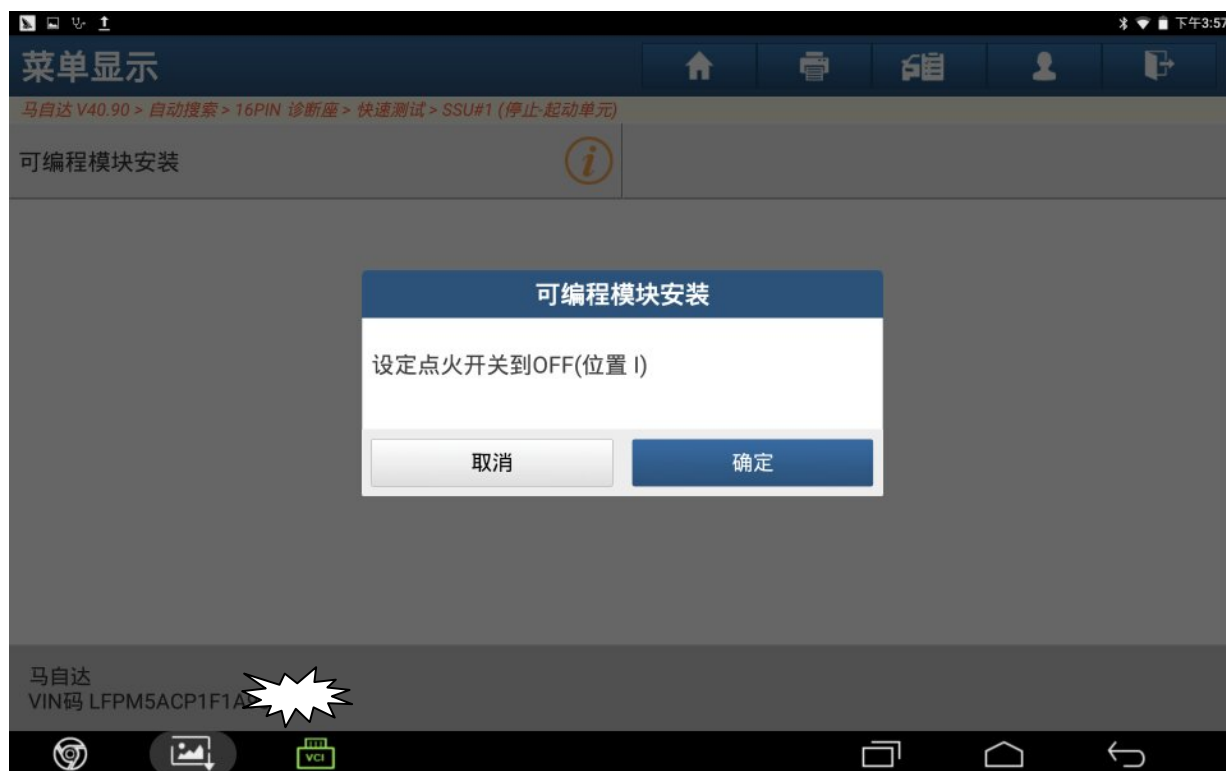 下午3:57
菜单显示
马自达 V40.90 > 自动搜索 > 16PIN 诊断座 > 快速测试 > SSU#1 (停止-起动单元)
可编程模块安装
i
可编程模块安装
设定点火开关到OFF(位置 I)
取消
确定
马自达
VIN码 LFPM5ACP1F1A
VCI